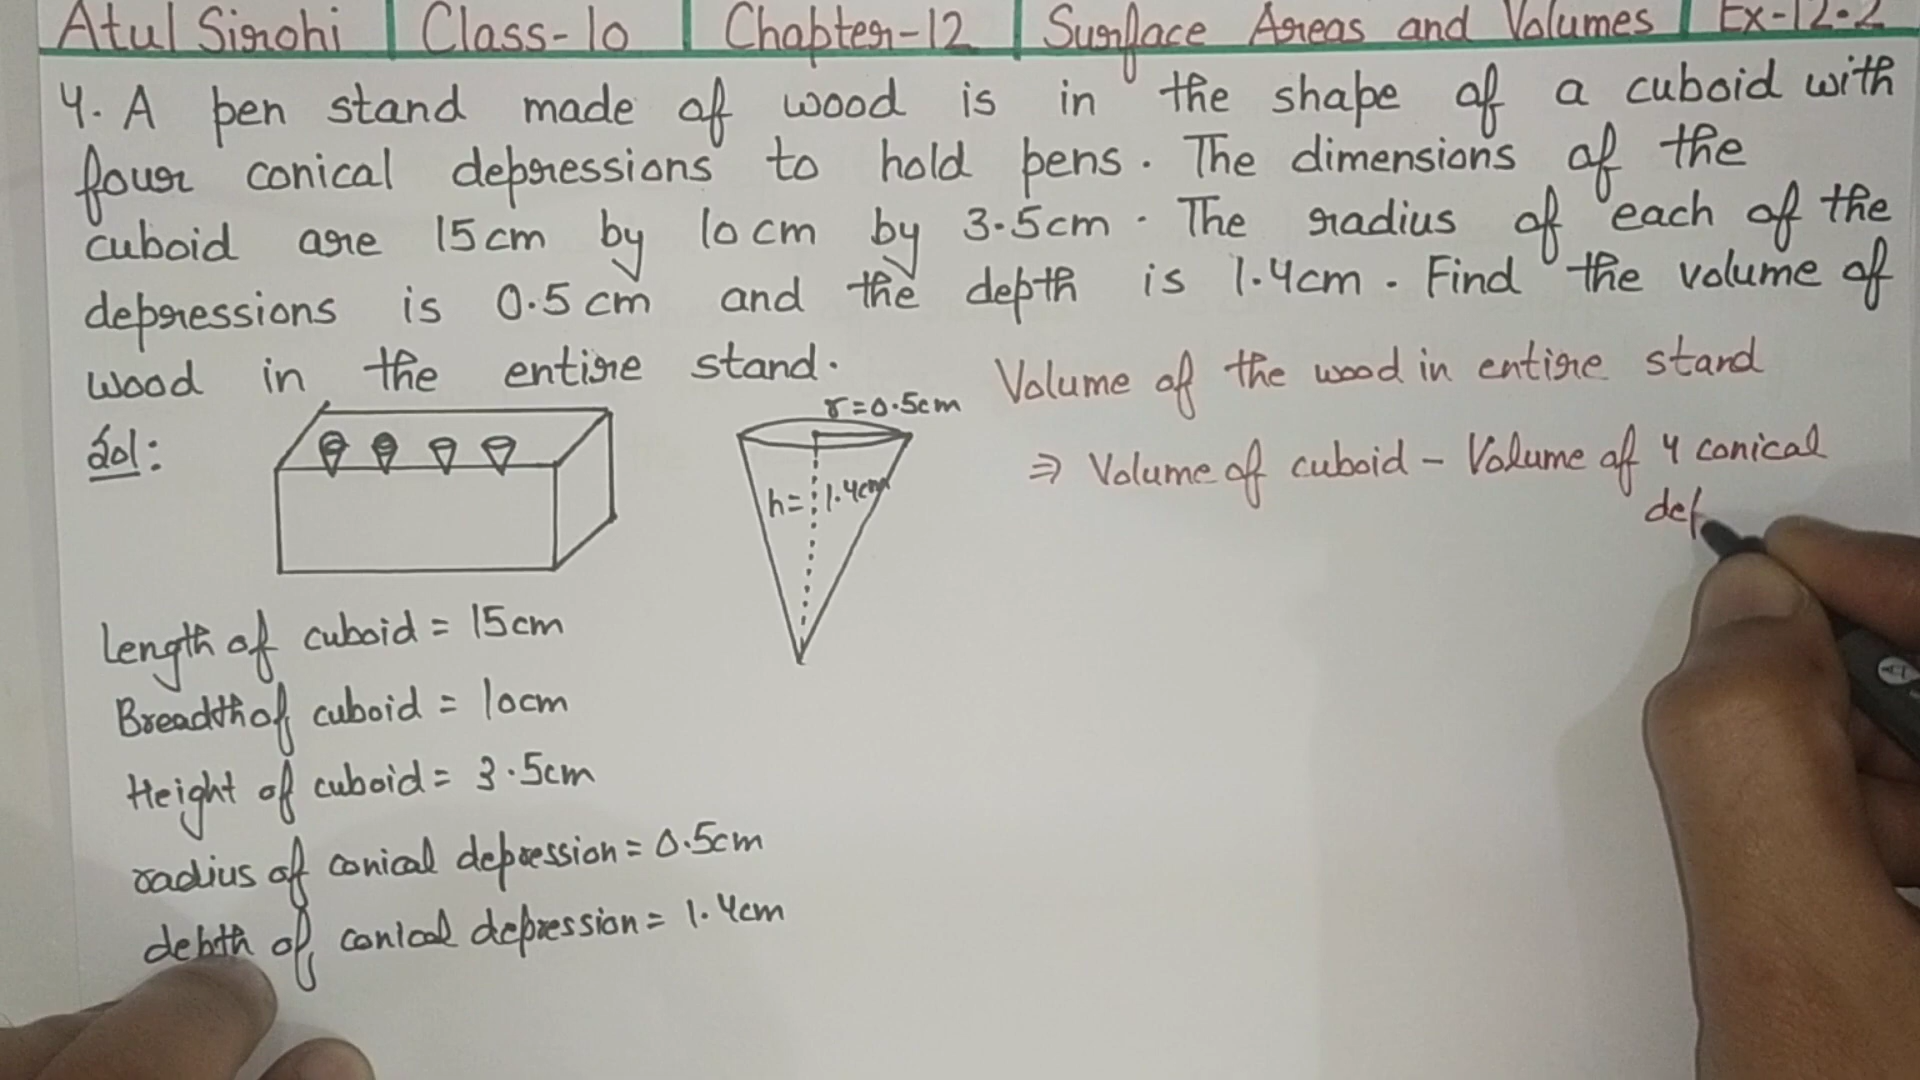 Atul Sirohi | Class-10 | Chapter-12 | Surface Areas and Volumes | Ex-12.2
4. A pen stand made of wood is in the shape of a cuboid with
four conical depressions to hold pens. The dimensions of the
cuboid are 15cm by 10cm by 3.5cm. The radius of each of the
depressions is 0.5cm and the depth is 1.4cm. Find the volume of
wood in the entire stand.
Sol:
r=0.5cm
h=1.4cm
Length of cuboid = 15cm
Breadth of cuboid = 10cm
Height of cuboid = 3.5cm
radius of conical depression = 0.5cm
depth of conical depression = 1.4cm
Volume of the wood in entire stand
⇒ Volume of cuboid - Volume of 4 conical
dep